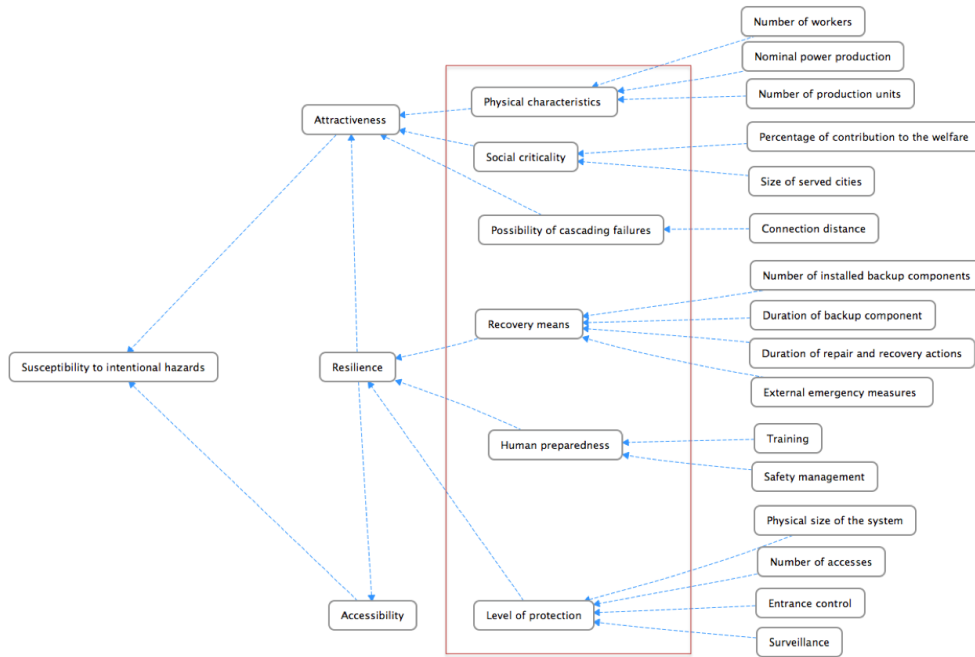 Number of workers
Nominal power production
Physical characteristics
Number of production units
Attractiveness
Percentage of contribution to the welfare
Social criticality
Size of served cities
Possibility of cascading failures
Connection distance
Number of installed backup components
Duration of backup component
Recovery means
Duration of repair and recovery actions
Susceptibility to intentional hazards
Resilience
External emergency measures
Training
Human preparedness
Safety management
Physical size of the system
Number of accesses
Entrance control
Accessibility
Level of protection
Surveillance